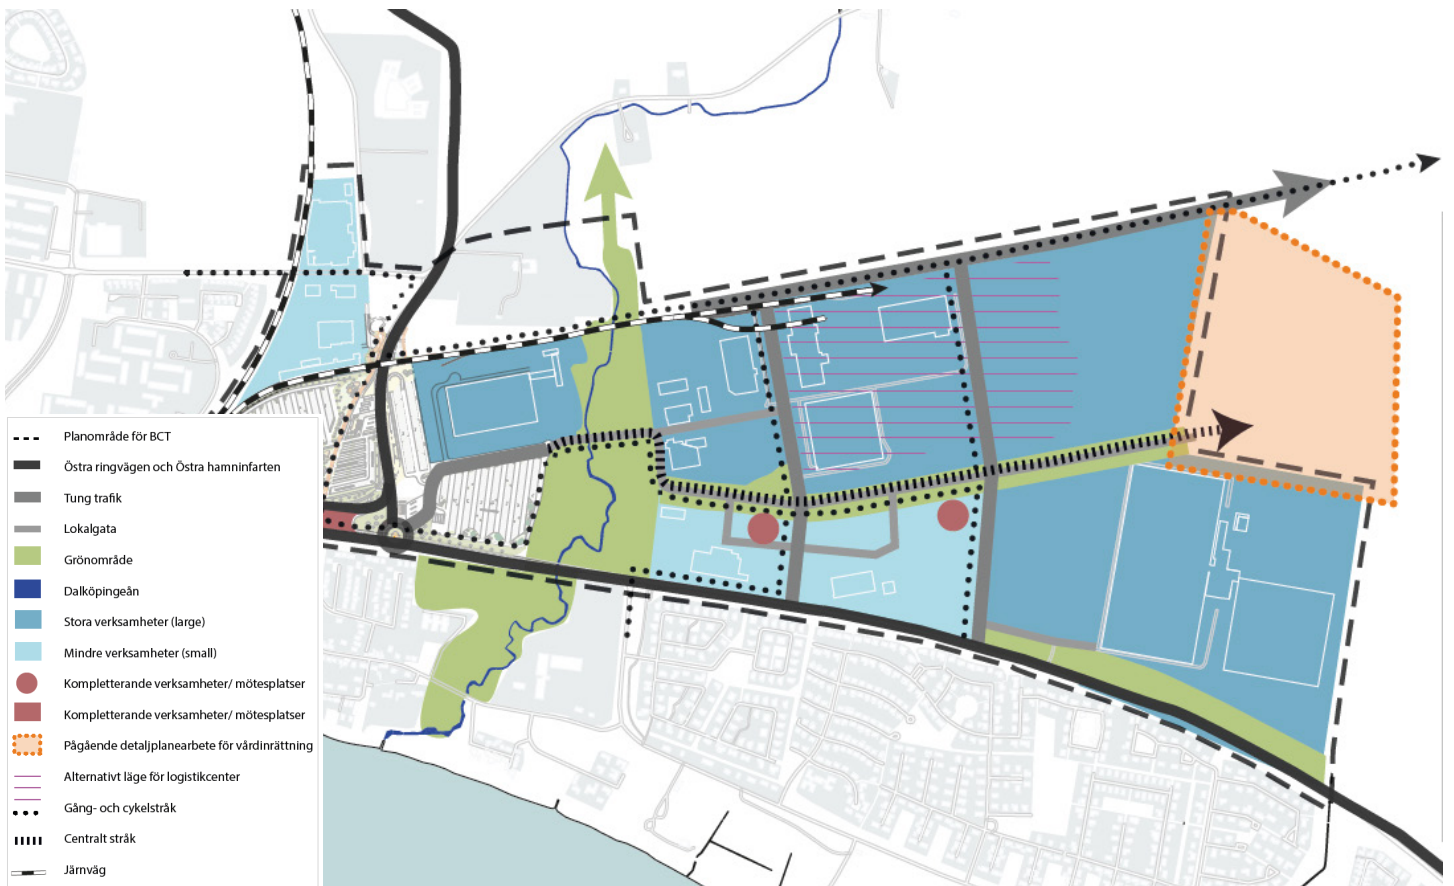 Planområde för BCT
Östra ringvägen och Östra hamninfarten
Tung trafik
Lokalgata
Grönområde
Dalköpingeån
Stora verksamheter (large)
Mindre verksamheter (small)
Kompletterande verksamheter/ mötesplatser
Kompletterande verksamheter/ mötesplatser
Pågående detaljplanearbete för vårdinrättning
Alternativt läge för logistikcenter
Gång- och cykelstråk
Centralt stråk
Järnväg